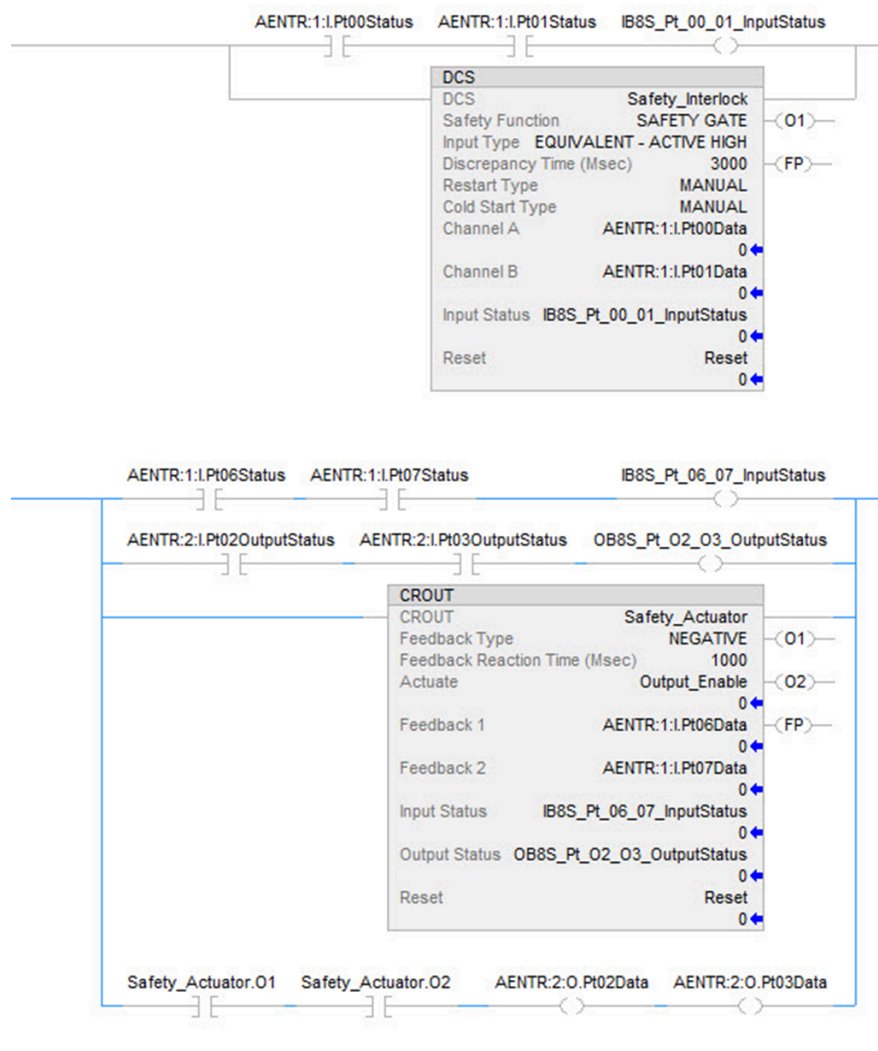 AENTR:1:I.Pt00Status AENTR:1:I.Pt01Status IB8S_Pt_00_01_InputStatus
DCS
DCS Safety_Interlock
Safety Function SAFETY GATE (O1)
Input Type EQUIVALENT - ACTIVE HIGH
Discrepancy Time (Msec) 3000 (FP)
Restart Type MANUAL
Cold Start Type MANUAL
Channel A AENTR:1:I.Pt00Data
0
Channel B AENTR:1:I.Pt01Data
0
Input Status IB8S_Pt_00_01_InputStatus
0
Reset Reset
0
AENTR:1:I.Pt06Status AENTR:1:I.Pt07Status IB8S_Pt_06_07_InputStatus
AENTR:2:I.Pt02OutputStatus AENTR:2:I.Pt03OutputStatus OB8S_Pt_O2_O3_OutputStatus
CROUT
CROUT Safety_Actuator
Feedback Type NEGATIVE (O1)
Feedback Reaction Time (Msec) 1000
Actuate Output_Enable (O2)
0
Feedback 1 AENTR:1:I.Pt06Data (FP)
0
Feedback 2 AENTR:1:I.Pt07Data
0
Input Status IB8S_Pt_06_07_InputStatus
0
Output Status OB8S_Pt_O2_O3_OutputStatus
0
Reset Reset
0
Safety_Actuator.O1 Safety_Actuator.O2 AENTR:2:O.Pt02Data AENTR:2:O.Pt03Data